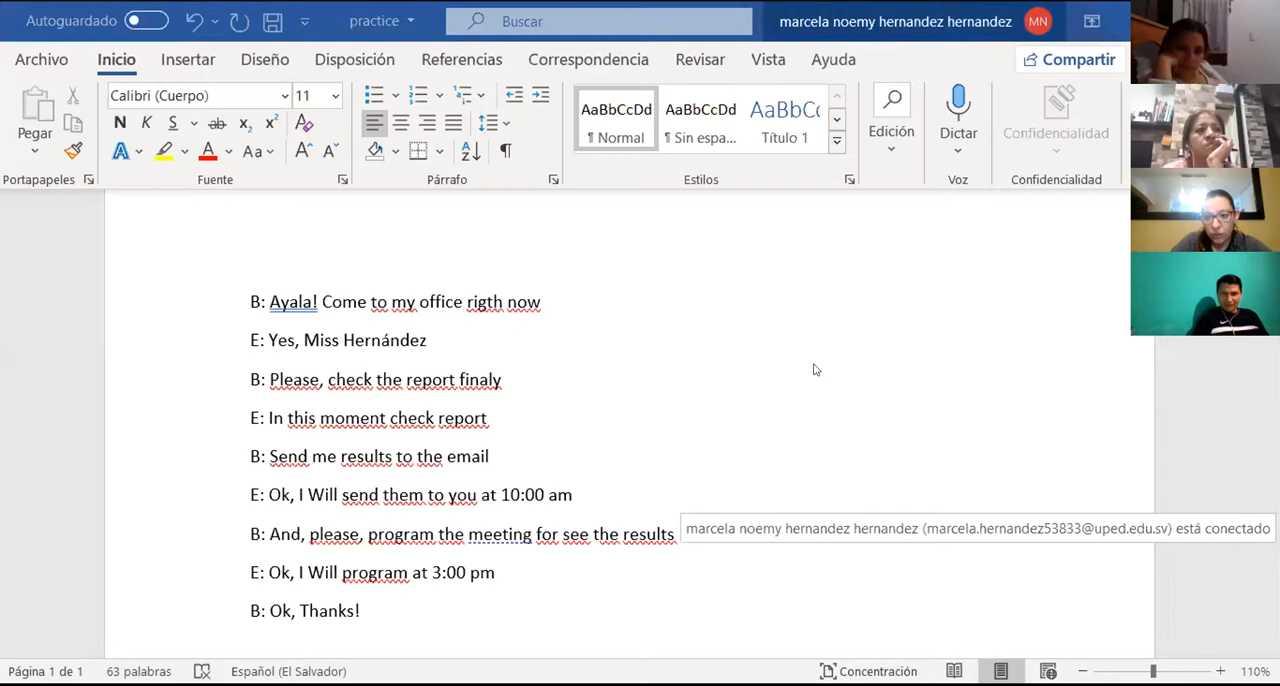 Autoguardado practice Buscar marcela noemy hernandez hernandez MN
Archivo Inicio Insertar Diseño Disposición Referencias Correspondencia Revisar Vista Ayuda Compartir
Pegar
Portapapeles
Calibri (Cuerpo) 11
N K S ab x₂ x²
A A Aa A A
Fuente
Párrafo
AaBbCcDd AaBbCcDd AaBbCc
¶ Normal ¶ Sin espa... Título 1
Estilos
Edición
Dictar
Voz
Confidencialidad
Confidencialidad
B: Ayala! Come to my office rigth now
E: Yes, Miss Hernández
B: Please, check the report finaly
E: In this moment check report
B: Send me results to the email
E: Ok, I Will send them to you at 10:00 am
B: And, please, program the meeting for see the results
marcela noemy hernandez hernandez (marcela.hernandez53833@uped.edu.sv) está conectado
E: Ok, I Will program at 3:00 pm
B: Ok, Thanks!
Página 1 de 1 63 palabras Español (El Salvador) Concentración 110%